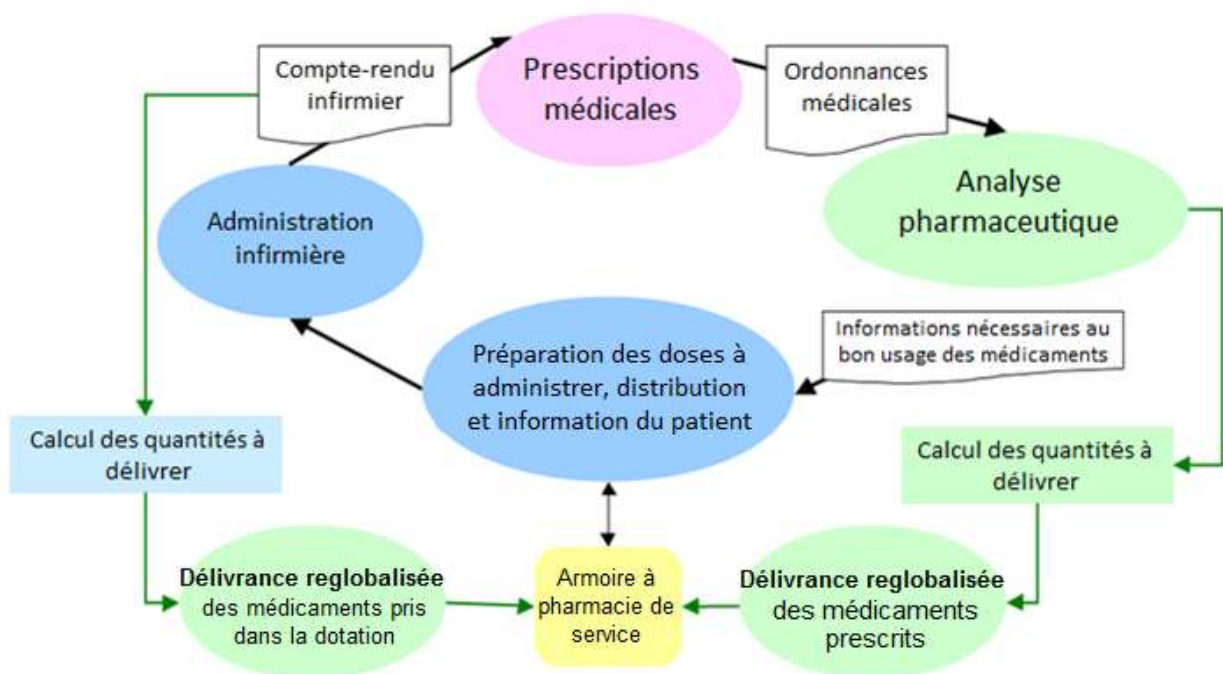 Compte-rendu
infirmier
Prescriptions
médicales
Ordonnances
médicales
Analyse
pharmaceutique
Administration
infirmière
Informations nécessaires au
bon usage des médicaments
Préparation des doses à
administrer, distribution
et information du patient
Calcul des quantités à
délivrer
Calcul des quantités à
délivrer
Délivrance reglobalisée
des médicaments pris
dans la dotation
Armoire à
pharmacie de
service
Délivrance reglobalisée
des médicaments
prescrits